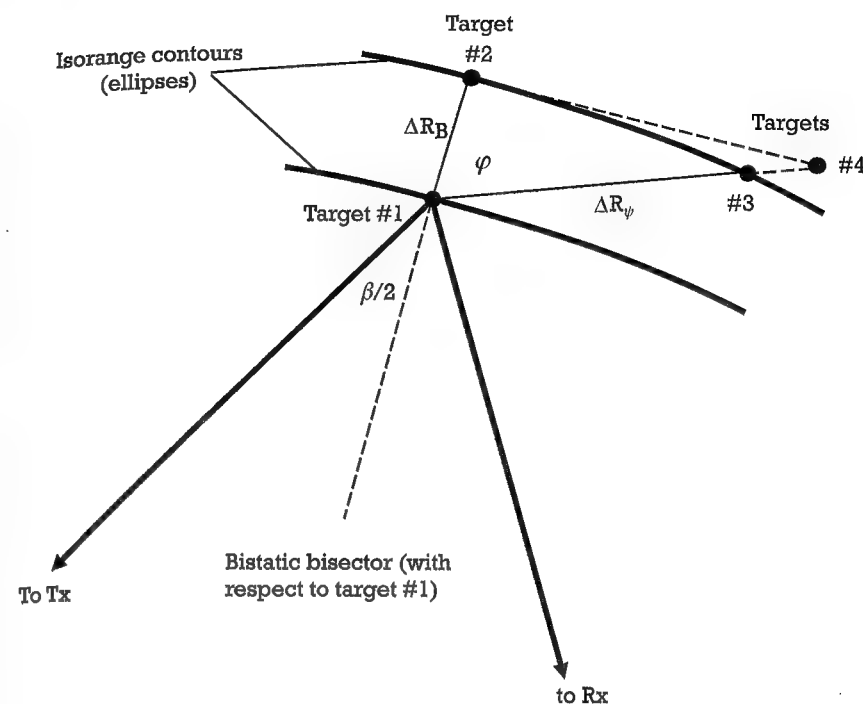 Target
#2
Isorange contours
(ellipses)
ΔR_B
Targets
φ
#4
Target #1
ΔR_ψ
#3
β/2
Bistatic bisector (with
respect to target #1)
To Tx
to Rx